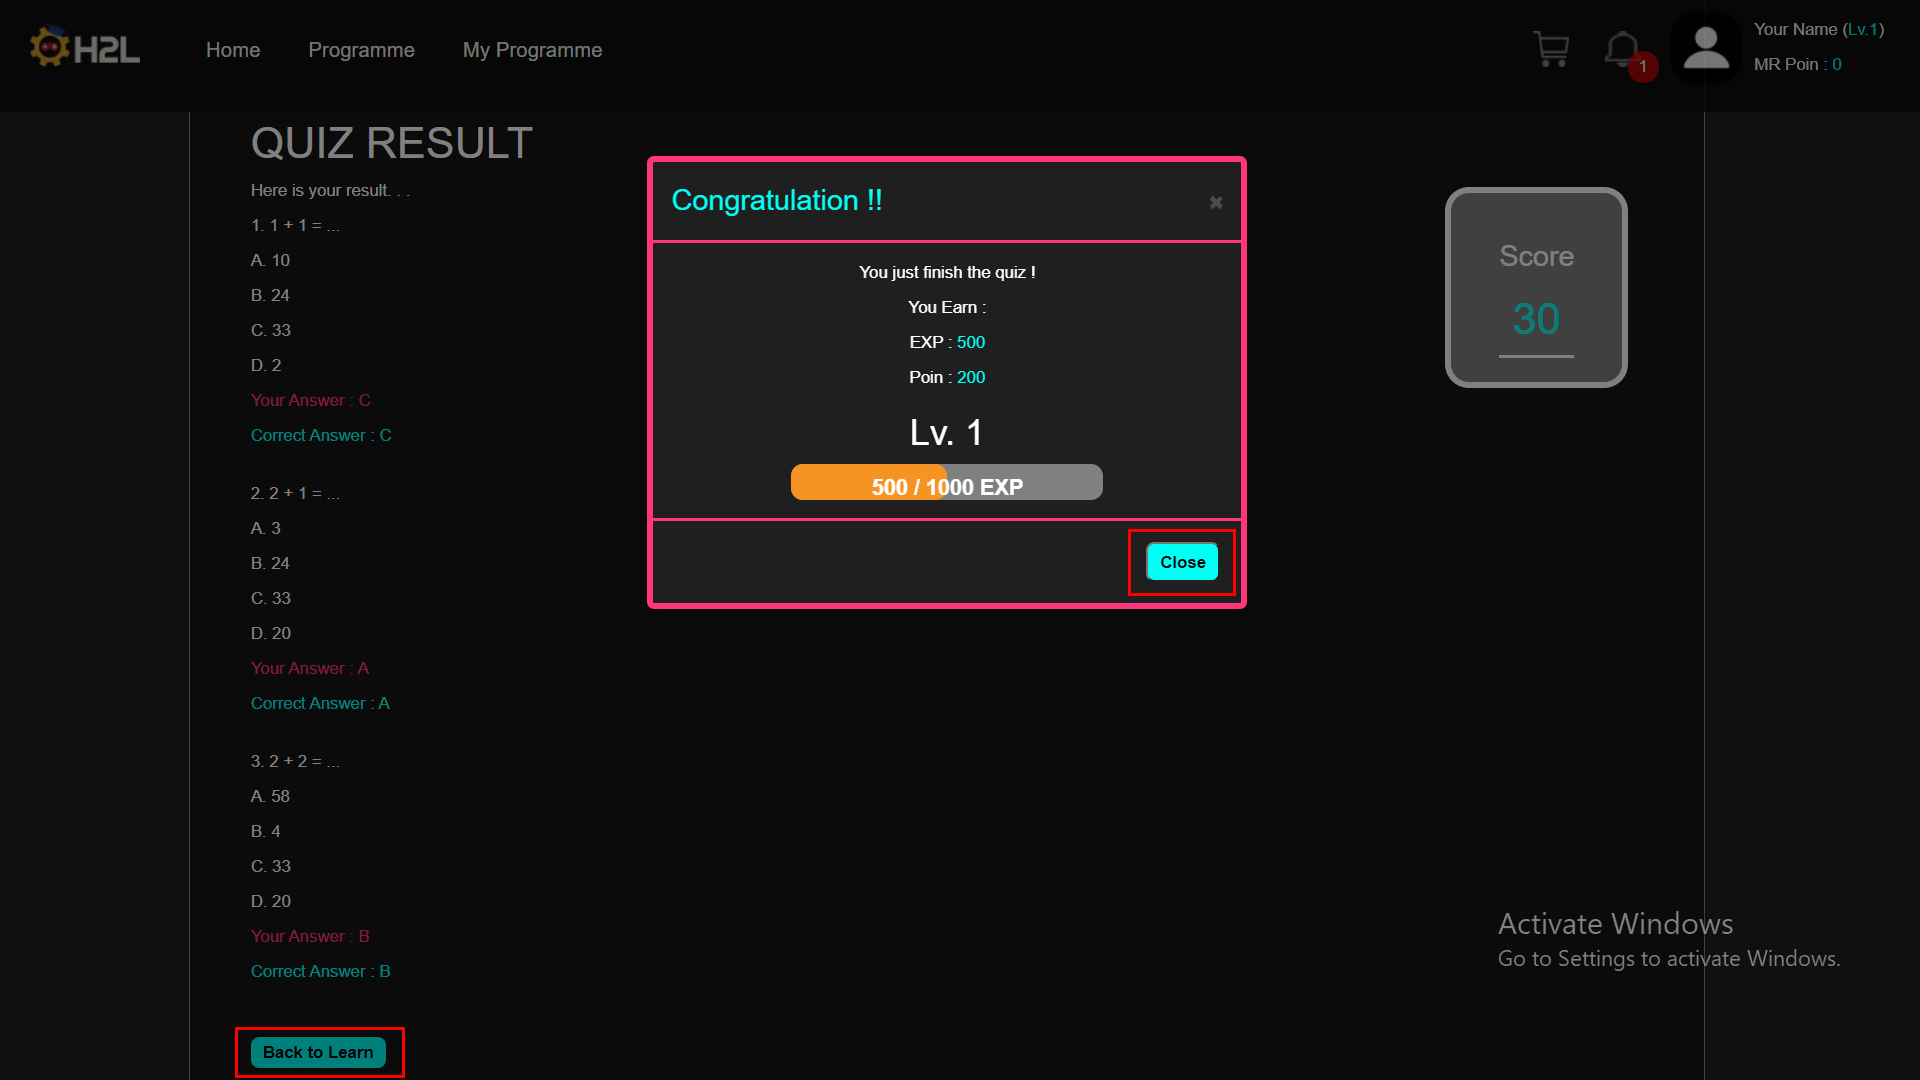 H2L
Home
Programme
My Programme
1
Your Name (Lv.1)
MR Poin : 0
QUIZ RESULT
Here is your result. . .
1. 1 + 1 = ...
A. 10
B. 24
C. 33
D. 2
Your Answer : C
Correct Answer : C
2. 2 + 1 = ...
A. 3
B. 24
C. 33
D. 20
Your Answer : A
Correct Answer : A
3. 2 + 2 = ...
A. 58
B. 4
C. 33
D. 20
Your Answer : B
Correct Answer : B
Back to Learn
Congratulation !!
×
You just finish the quiz !
You Earn :
EXP : 500
Poin : 200
Lv. 1
500 / 1000 EXP
Close
Score
30
Activate Windows
Go to Settings to activate Windows.